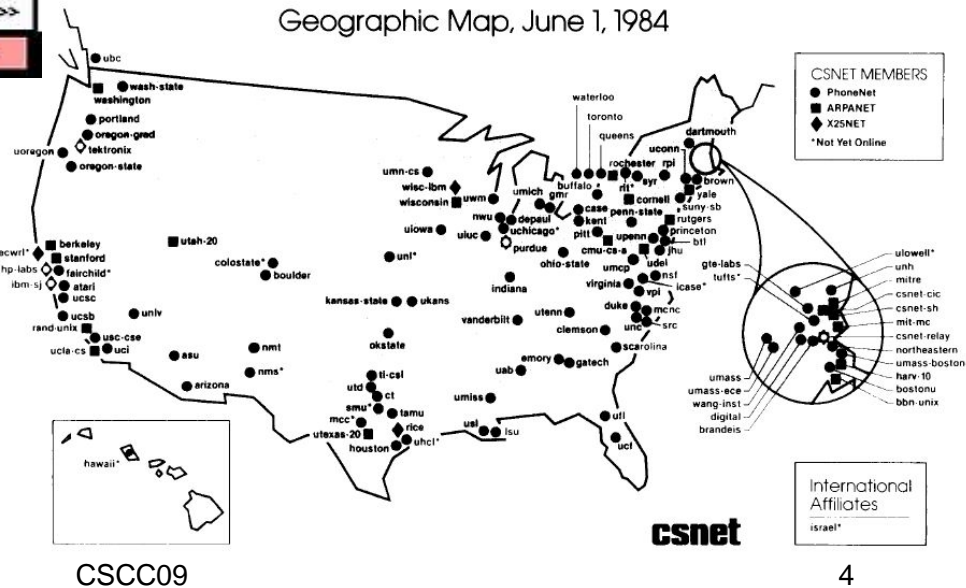 >>
Geographic Map, June 1, 1984
CSNET MEMBERS
PhoneNet
ARPANET
X25NET
*Not Yet Online
ubc
wash-state
washington
portland
oregon-grad
tektronix
uoregon
oregon-state
berkeley
ecwrl*
stanford
hp-labs
fairchild*
ibm-sj
atari
ucsc
ucsb
rand-unix
usc-cse
ucla-cs
uci
univ
utah-20
asu
arizona
nmt
nms*
colostate*
boulder
unl*
kansas-state
ukans
okstate
ti-csl
utd
ct
smu*
tamu
mcc*
rice
utexas-20
uhcl*
houston
umn-cs
wisc-ibm
wisconsin
uwm
uiowa
nwu
depaul
uchicago*
uiuc
purdue
umich
gmr
indiana
vanderbilt
utenn
clemson
emory
gatech
uab
umiss
usl
lsu
ufl
ucf
scarolina
waterloo
toronto
queens
dartmouth
uconn
rochester
rpi
buffalo
rit*
syr
brown
yale
cornell
suny-sb
case
penn-state
kent
rutgers
pitt
upenn
princeton
btl
cmu-cs-a
jhu
udel
ohio-state
umcp
nsf
virginia
icase*
vpi
duke
mcnc
unc
src
gte-labs
tufts*
ulowell*
unh
mitre
csnet-cic
csnet-sh
mit-mc
csnet-relay
northeastern
umass-boston
harv-10
bostonu
bbn-unix
umass
umass-ece
wang-inst
digital
brandeis
hawaii*
International
Affiliates
israel*
csnet
CSCC09
4